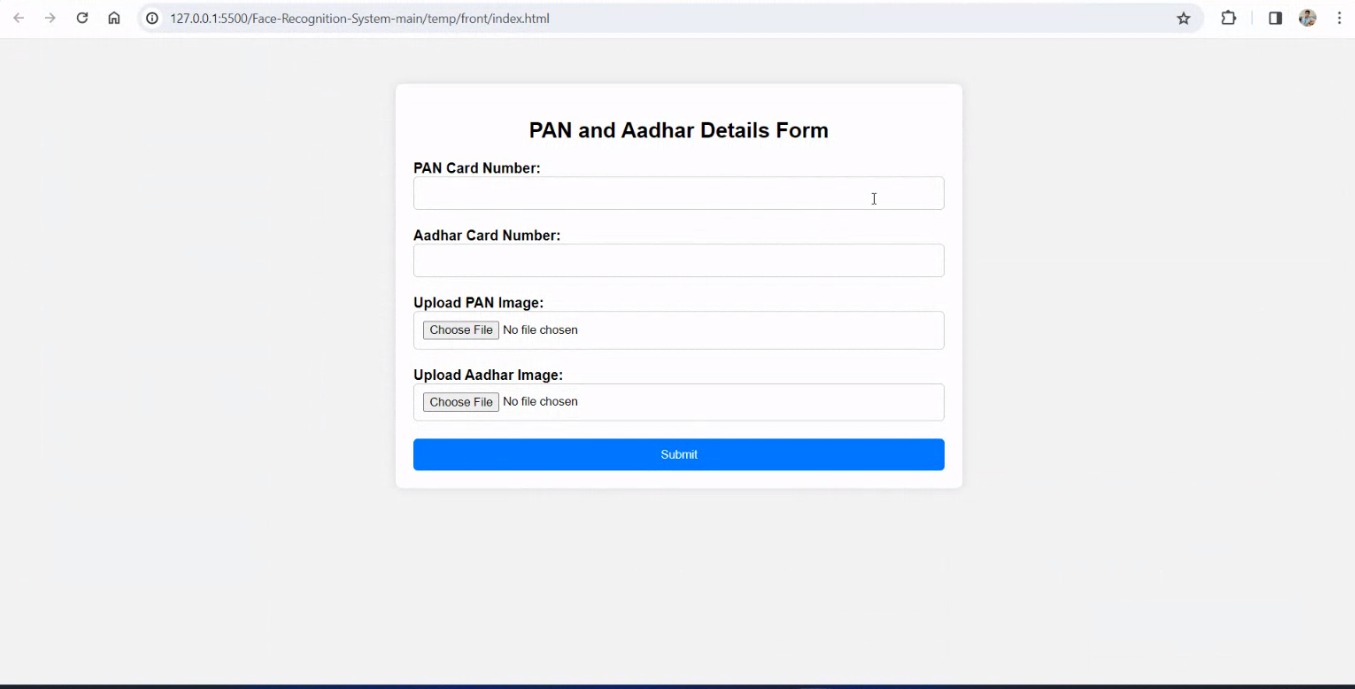 127.0.0.1:5500/Face-Recognition-System-main/temp/front/index.html
PAN and Aadhar Details Form
PAN Card Number:
Aadhar Card Number:
Upload PAN Image:
Choose File No file chosen
Upload Aadhar Image:
Choose File No file chosen
Submit